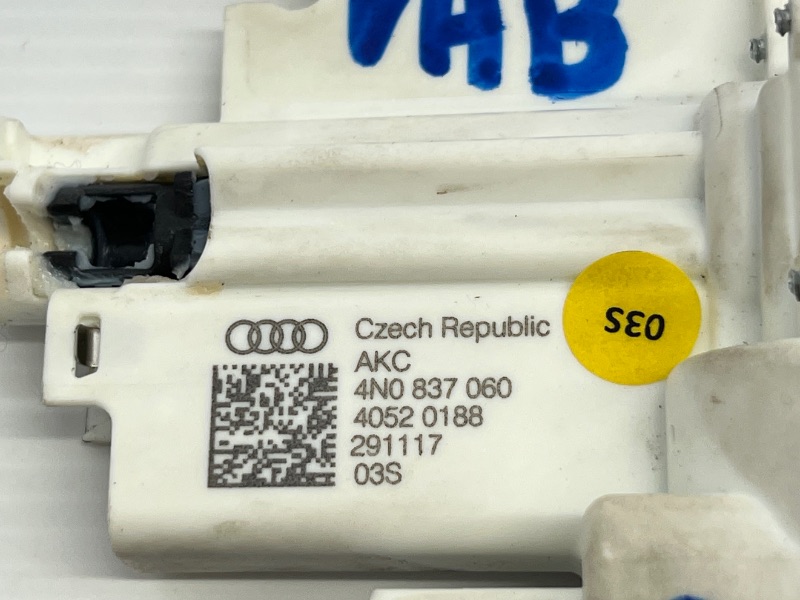 Czech Republic
AKC
4N0 837 060
4052 0188
291117
03S
03S